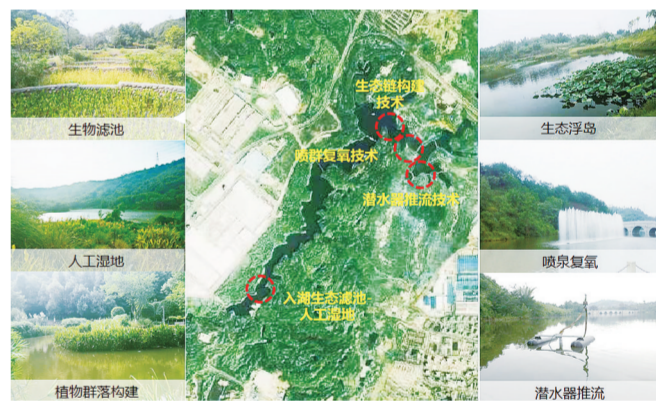 生物滤池
人工湿地
植物群落构建
生态链构建
技术
喷群复氧技术
潜水器推流技术
入湖生态滤池
人工湿地
生态浮岛
喷泉复氧
潜水器推流